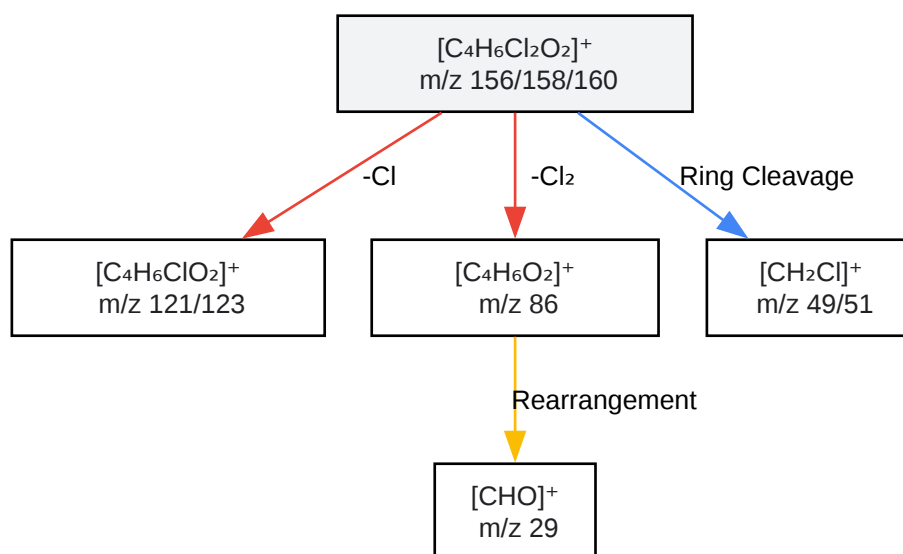 [C₄H₆Cl₂O₂]⁺
m/z 156/158/160
-Cl
-Cl₂
Ring Cleavage
[C₄H₆ClO₂]⁺
m/z 121/123
[C₄H₆O₂]⁺
m/z 86
[CH₂Cl]⁺
m/z 49/51
Rearrangement
[CHO]⁺
m/z 29